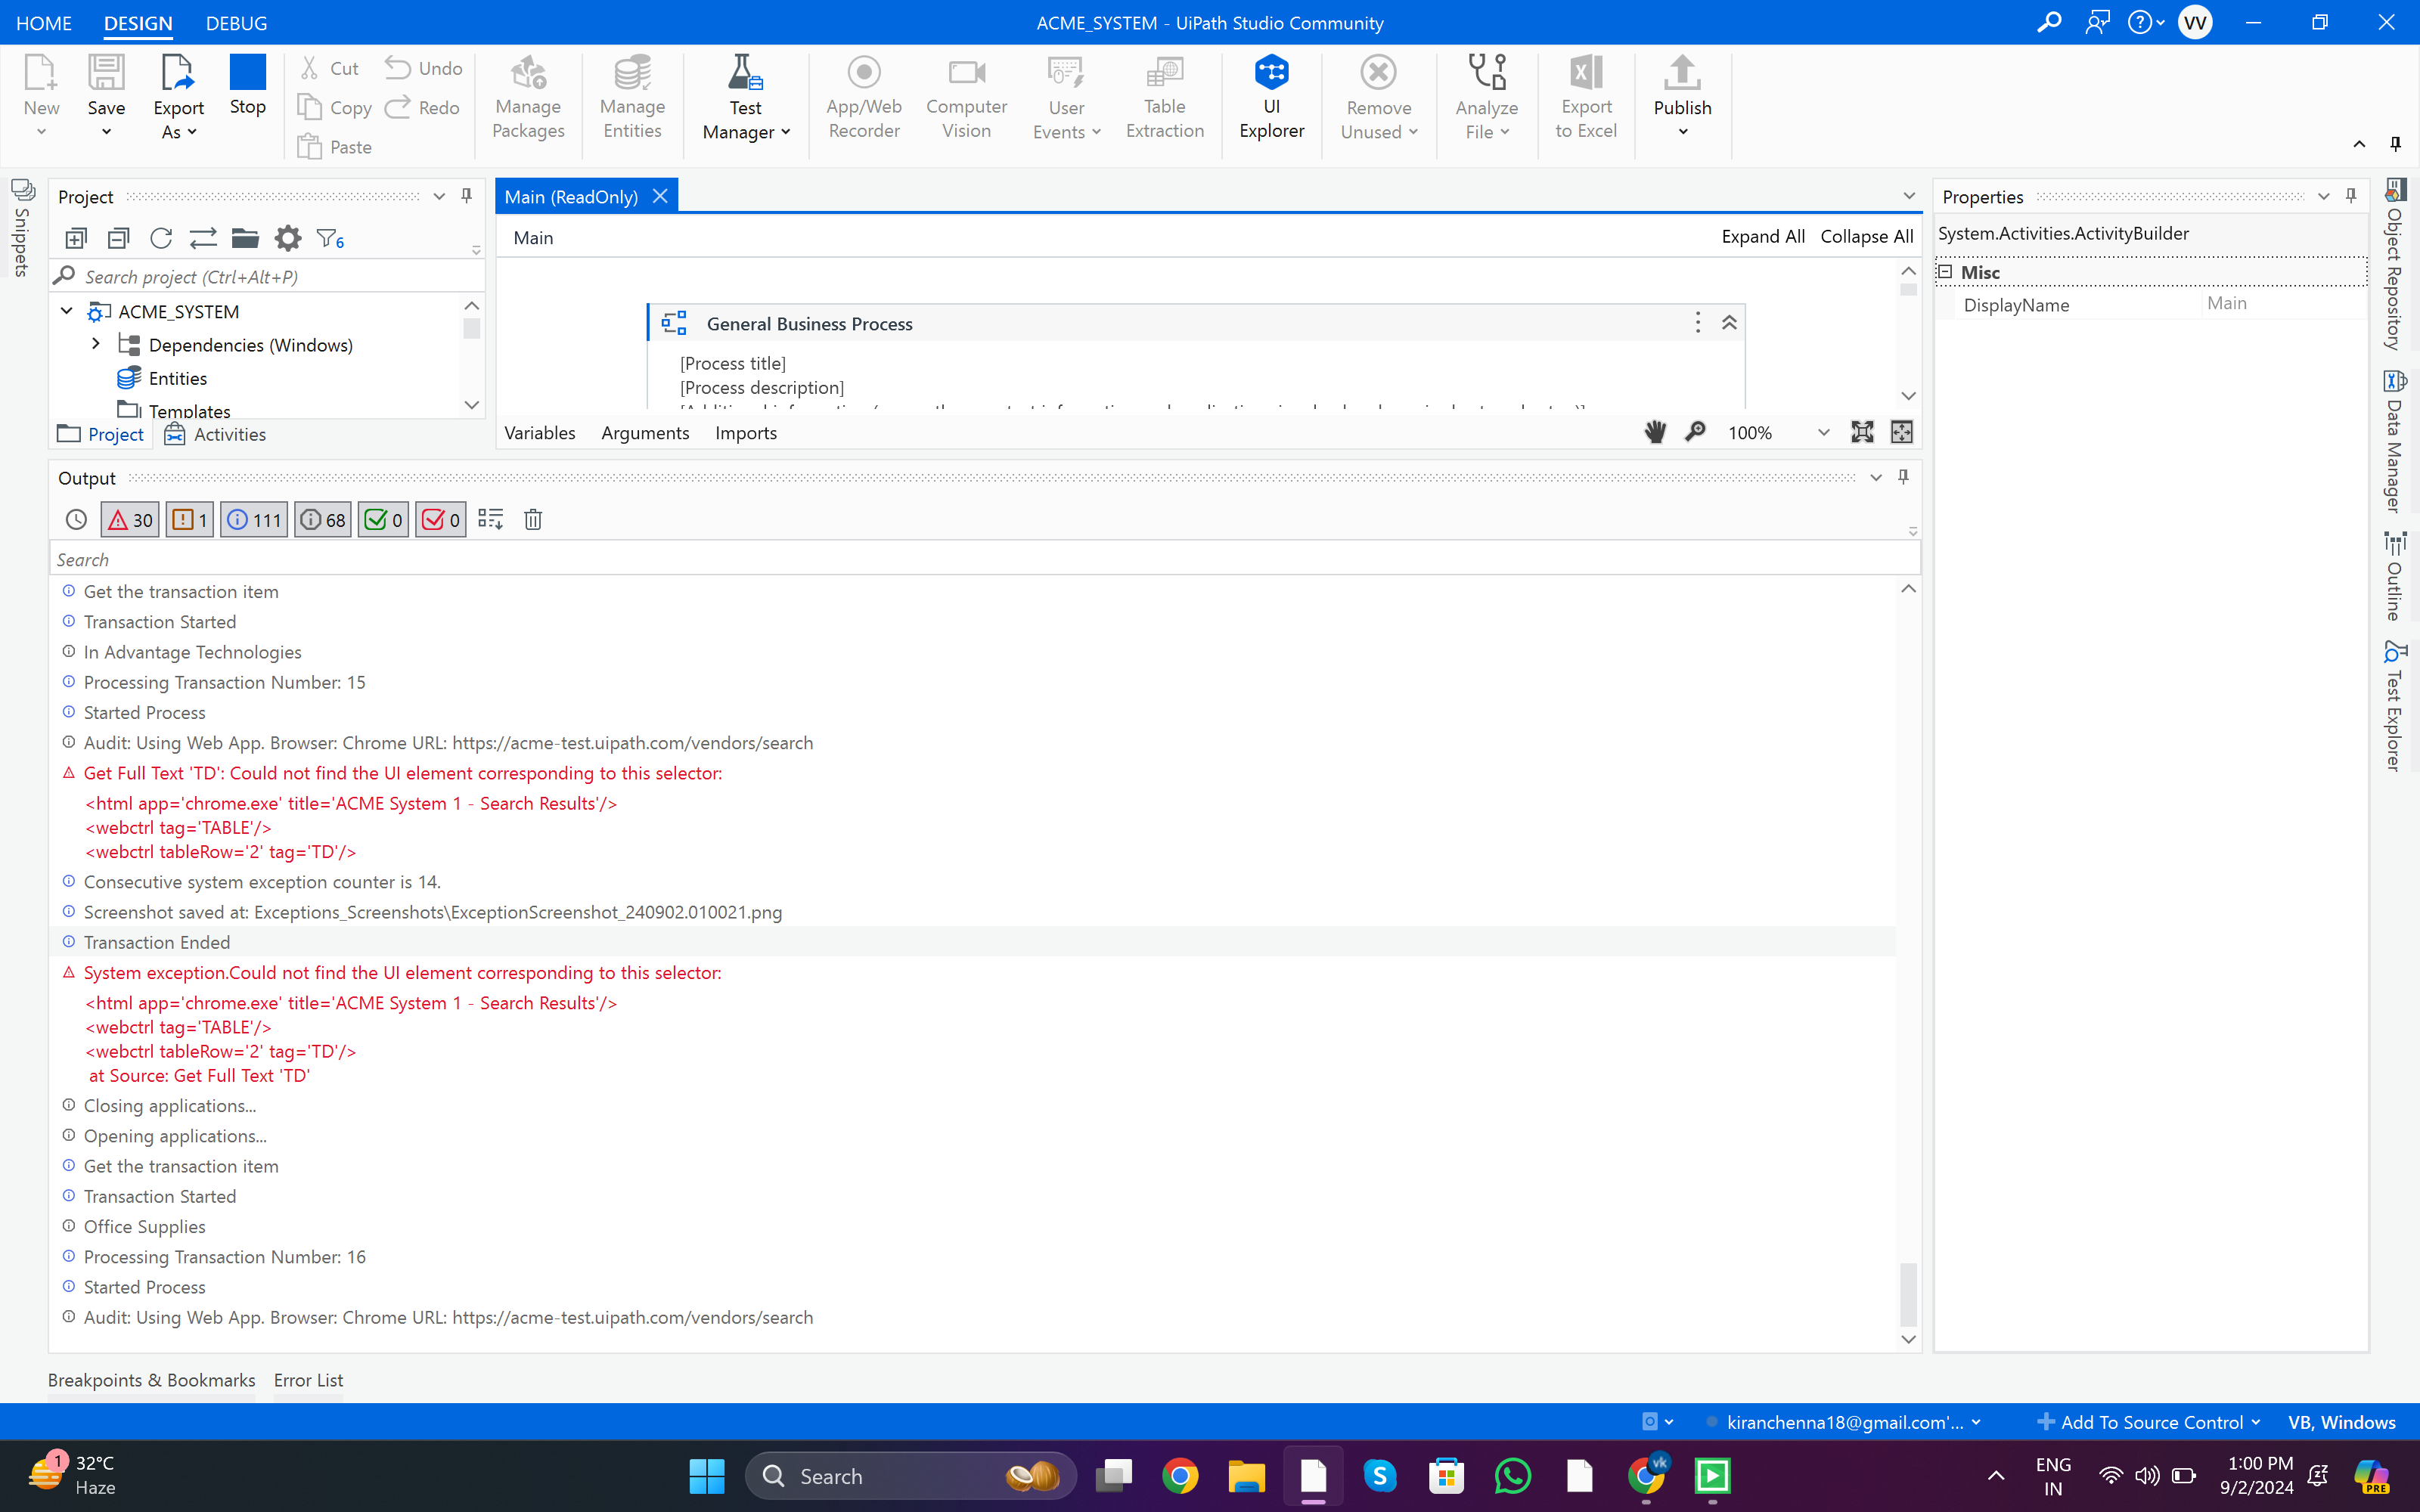 HOME DESIGN DEBUG ACME_SYSTEM - UiPath Studio Community VV
New Save Export As Stop Cut Copy Paste Undo Redo Manage Packages Manage Entities Test Manager App/Web Recorder Computer Vision User Events Table Extraction UI Explorer Remove Unused Analyze File Export to Excel Publish
Snippets
Project
6
Search project (Ctrl+Alt+P)
ACME_SYSTEM
Dependencies (Windows)
Entities
Templates
Project Activities
Main (ReadOnly)
Main Expand All Collapse All
General Business Process
[Process title]
[Process description]
Variables Arguments Imports 100%
Properties
System.Activities.ActivityBuilder
Misc
DisplayName Main
Object Repository
Data Manager
Outline
Test Explorer
Output
30 1 111 68 0 0
Search
Get the transaction item
Transaction Started
In Advantage Technologies
Processing Transaction Number: 15
Started Process
Audit: Using Web App. Browser: Chrome URL: https://acme-test.uipath.com/vendors/search
Get Full Text 'TD': Could not find the UI element corresponding to this selector:
<html app='chrome.exe' title='ACME System 1 - Search Results'/>
<webctrl tag='TABLE'/>
<webctrl tableRow='2' tag='TD'/>
Consecutive system exception counter is 14.
Screenshot saved at: Exceptions_Screenshots\ExceptionScreenshot_240902.010021.png
Transaction Ended
System exception.Could not find the UI element corresponding to this selector:
<html app='chrome.exe' title='ACME System 1 - Search Results'/>
<webctrl tag='TABLE'/>
<webctrl tableRow='2' tag='TD'/>
at Source: Get Full Text 'TD'
Closing applications...
Opening applications...
Get the transaction item
Transaction Started
Office Supplies
Processing Transaction Number: 16
Started Process
Audit: Using Web App. Browser: Chrome URL: https://acme-test.uipath.com/vendors/search
Breakpoints & Bookmarks Error List
kiranchenna18@gmail.com'... Add To Source Control VB, Windows
1 32°C
Haze
Search
vk
ENG
IN
1:00 PM
9/2/2024
PRE